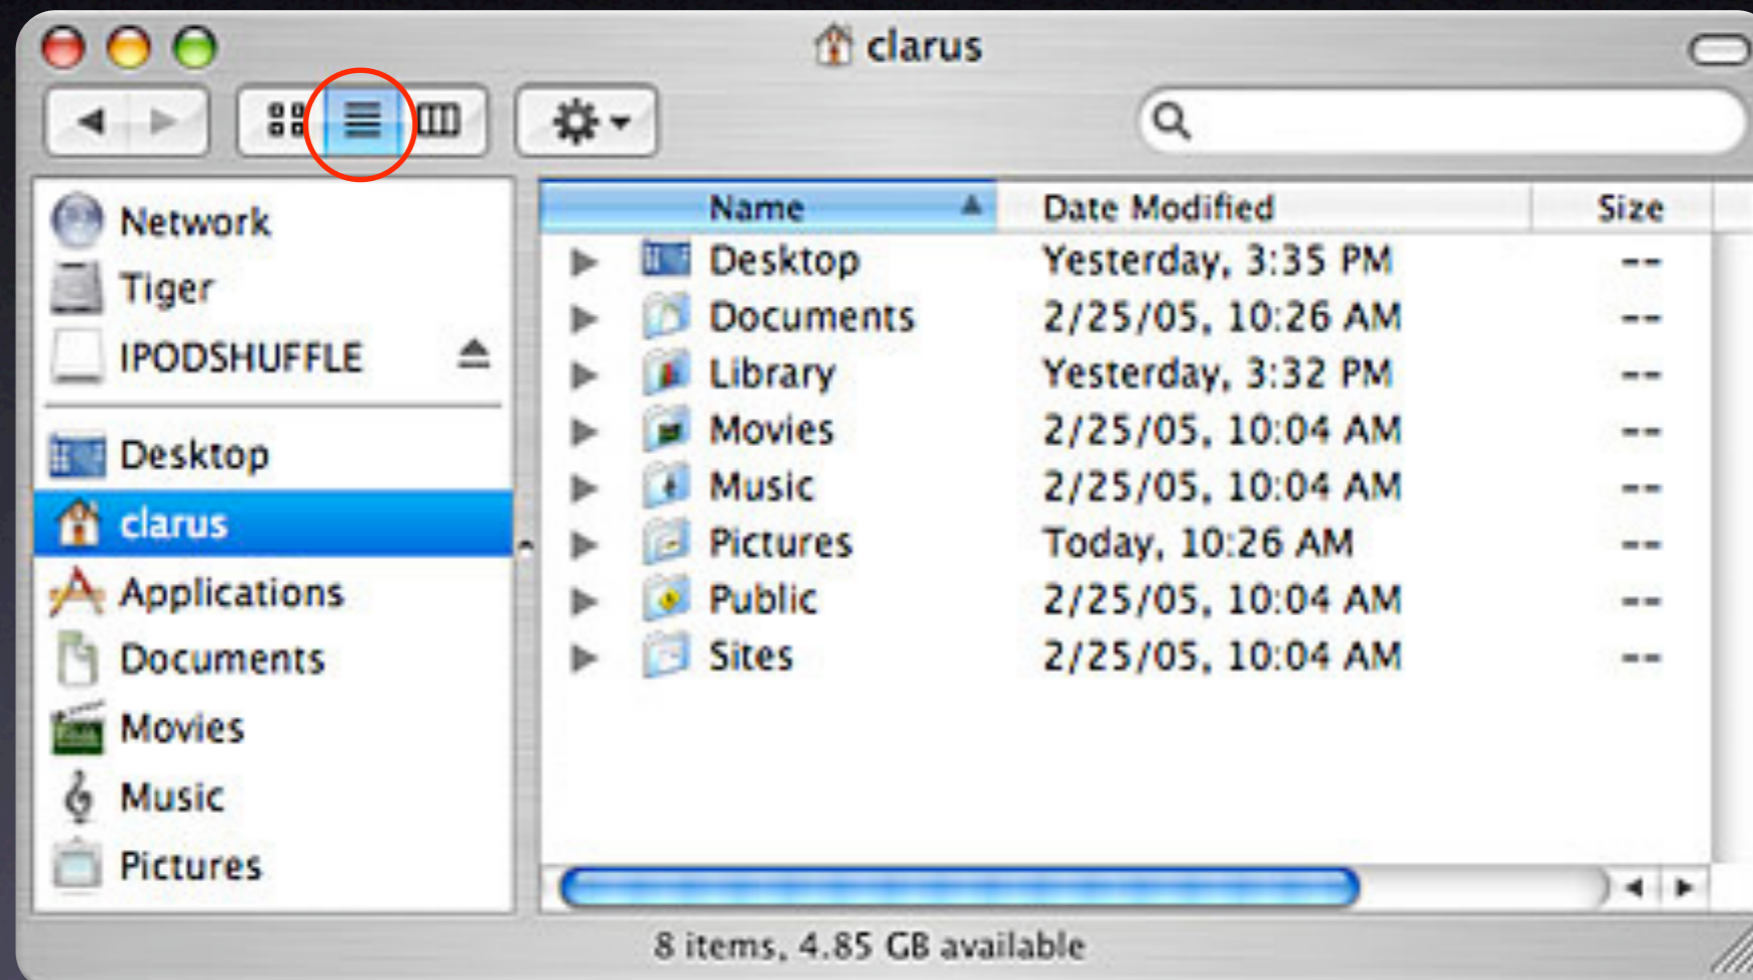 clarus
Network
Tiger
IPODSHUFFLE
Desktop
clarus
Applications
Documents
Movies
Music
Pictures
Name Date Modified Size
Desktop Yesterday, 3:35 PM --
Documents 2/25/05, 10:26 AM --
Library Yesterday, 3:32 PM --
Movies 2/25/05, 10:04 AM --
Music 2/25/05, 10:04 AM --
Pictures Today, 10:26 AM --
Public 2/25/05, 10:04 AM --
Sites 2/25/05, 10:04 AM --
8 items, 4.85 GB available